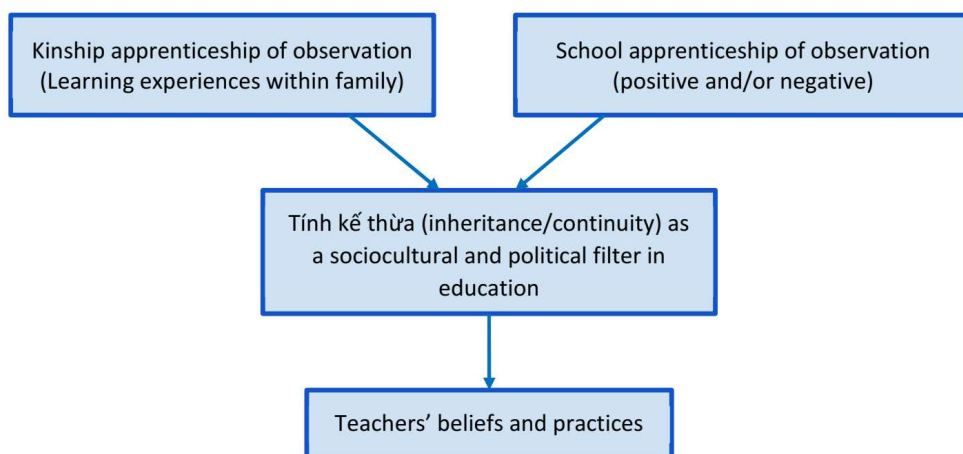 Kinship apprenticeship of observation
(Learning experiences within family)
School apprenticeship of observation
(positive and/or negative)
Tính kế thừa (inheritance/continuity) as
a sociocultural and political filter in
education
Teachers’ beliefs and practices